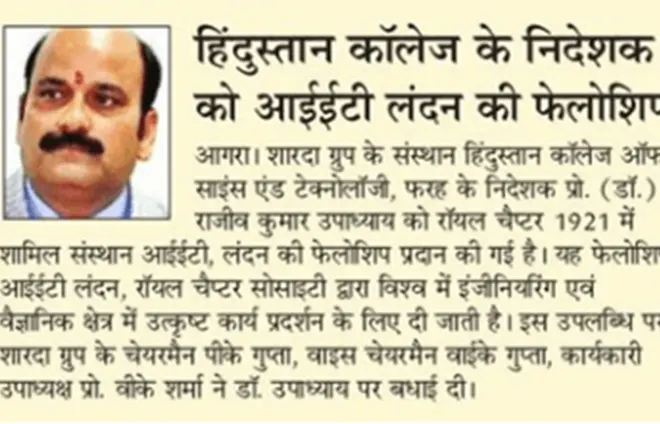 हिंदुस्तान कॉलेज के निदेशक
को आईईटी लंदन की फेलोशिप
आगरा। शारदा ग्रुप के संस्थान हिंदुस्तान कॉलेज ऑफ
साइंस एंड टेक्नोलॉजी, फरह के निदेशक प्रो. (डॉ.)
राजीव कुमार उपाध्याय को रॉयल चैप्टर 1921 में
शामिल संस्थान आईईटी, लंदन की फेलोशिप प्रदान की गई है। यह फेलोशिप
आईईटी लंदन, रॉयल चैप्टर सोसाइटी द्वारा विश्व में इंजीनियरिंग एवं
वैज्ञानिक क्षेत्र में उत्कृष्ट कार्य प्रदर्शन के लिए दी जाती है। इस उपलब्धि पर
शारदा ग्रुप के चेयरमैन पीके गुप्ता, वाइस चेयरमैन वाईके गुप्ता, कार्यकारी
उपाध्यक्ष प्रो. वीके शर्मा ने डॉ. उपाध्याय पर बधाई दी।